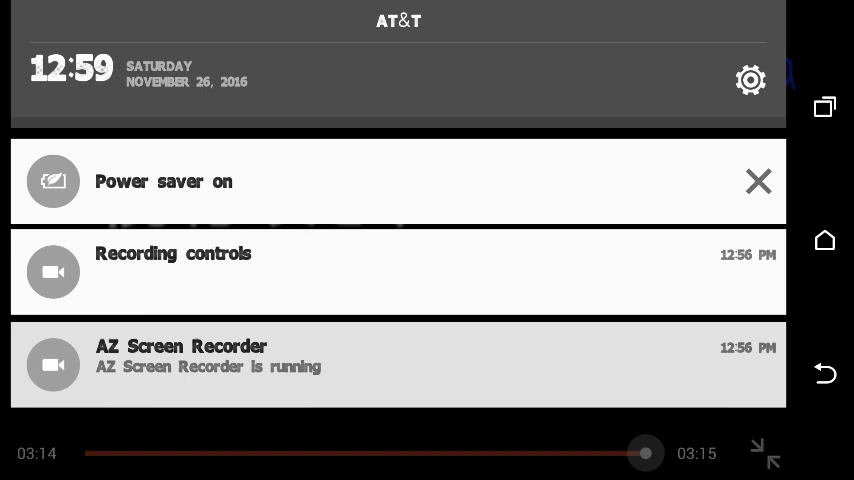 AT&T
12:59
SATURDAY
NOVEMBER 26, 2016
Power saver on
Recording controls
12:56 PM
AZ Screen Recorder
12:56 PM
AZ Screen Recorder is running
03:14
03:15